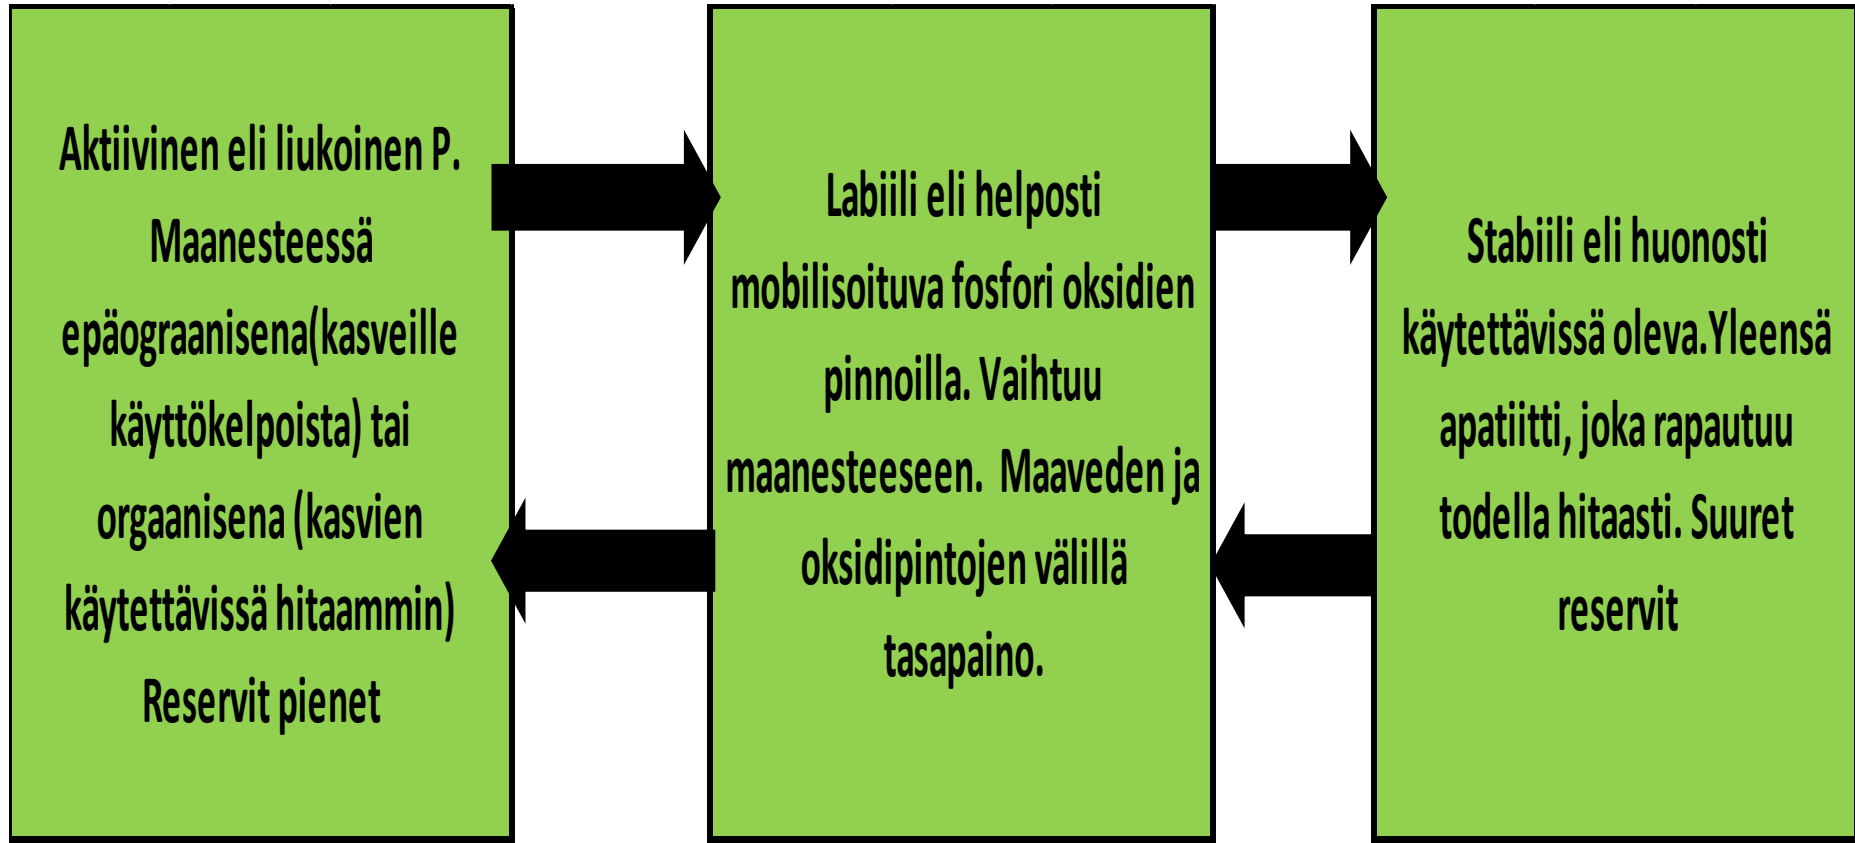 Aktiivinen eli liukoinen P.
Maanesteessä
epäograanisena(kasveille
käyttökelpoista) tai
orgaanisena (kasvien
käytettävissä hitaammin)
Reservit pienet
Labiili eli helposti
mobilisoituva fosfori oksidien
pinnoilla. Vaihtuu
maanesteeseen. Maaveden ja
oksidipintojen välillä
tasapaino.
Stabiili eli huonosti
käytettävissä oleva.Yleensä
apatiitti, joka rapautuu
todella hitaasti. Suuret
reservit